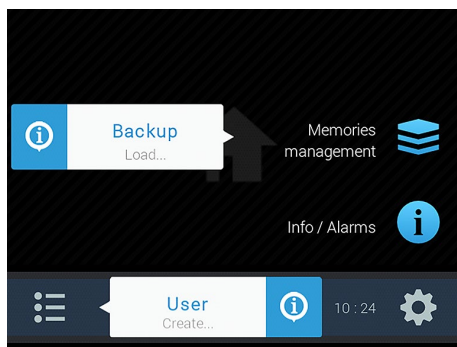 Backup
Load...
Memories
management
Info / Alarms
User
Create...
10 : 24